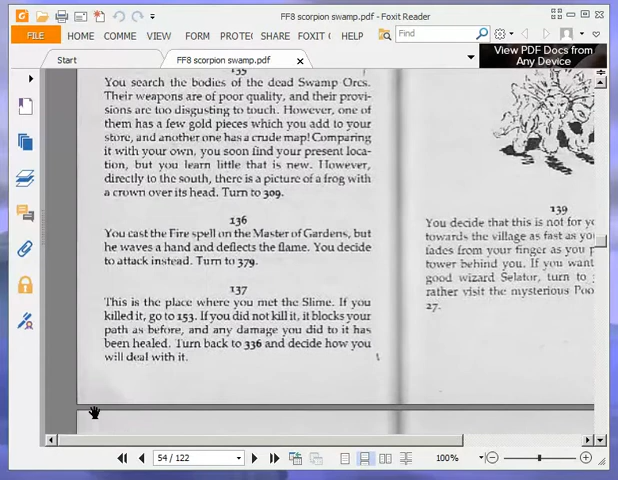 FF8 scorpion swamp.pdf - Foxit Reader
FILE HOME COMME VIEW FORM PROTE SHARE FOXIT HELP Find
Start FF8 scorpion swamp.pdf
View PDF Docs from
Any Device
135
You search the bodies of the dead Swamp Orcs.
Their weapons are of poor quality, and their provi-
sions are too disgusting to touch. However, one of
them has a few gold pieces which you add to your
store, and another one has a crude map! Comparing
it with your own, you soon find your present loca-
tion, but you learn little that is new. However,
directly to the south, there is a picture of a frog with
a crown over its head. Turn to 309.
136
You cast the Fire spell on the Master of Gardens, but
he waves a hand and deflects the flame. You decide
to attack instead. Turn to 379.
137
This is the place where you met the Slime. If you
killed it, go to 153. If you did not kill it, it blocks your
path as before, and any damage you did to it has
been healed. Turn back to 336 and decide how you
will deal with it.
139
You decide that this is not for
towards the village as fast as
fades from your finger as you
tower behind you. If you want
good wizard Selator, turn to
rather visit the mysterious
27.
54 / 122
100%